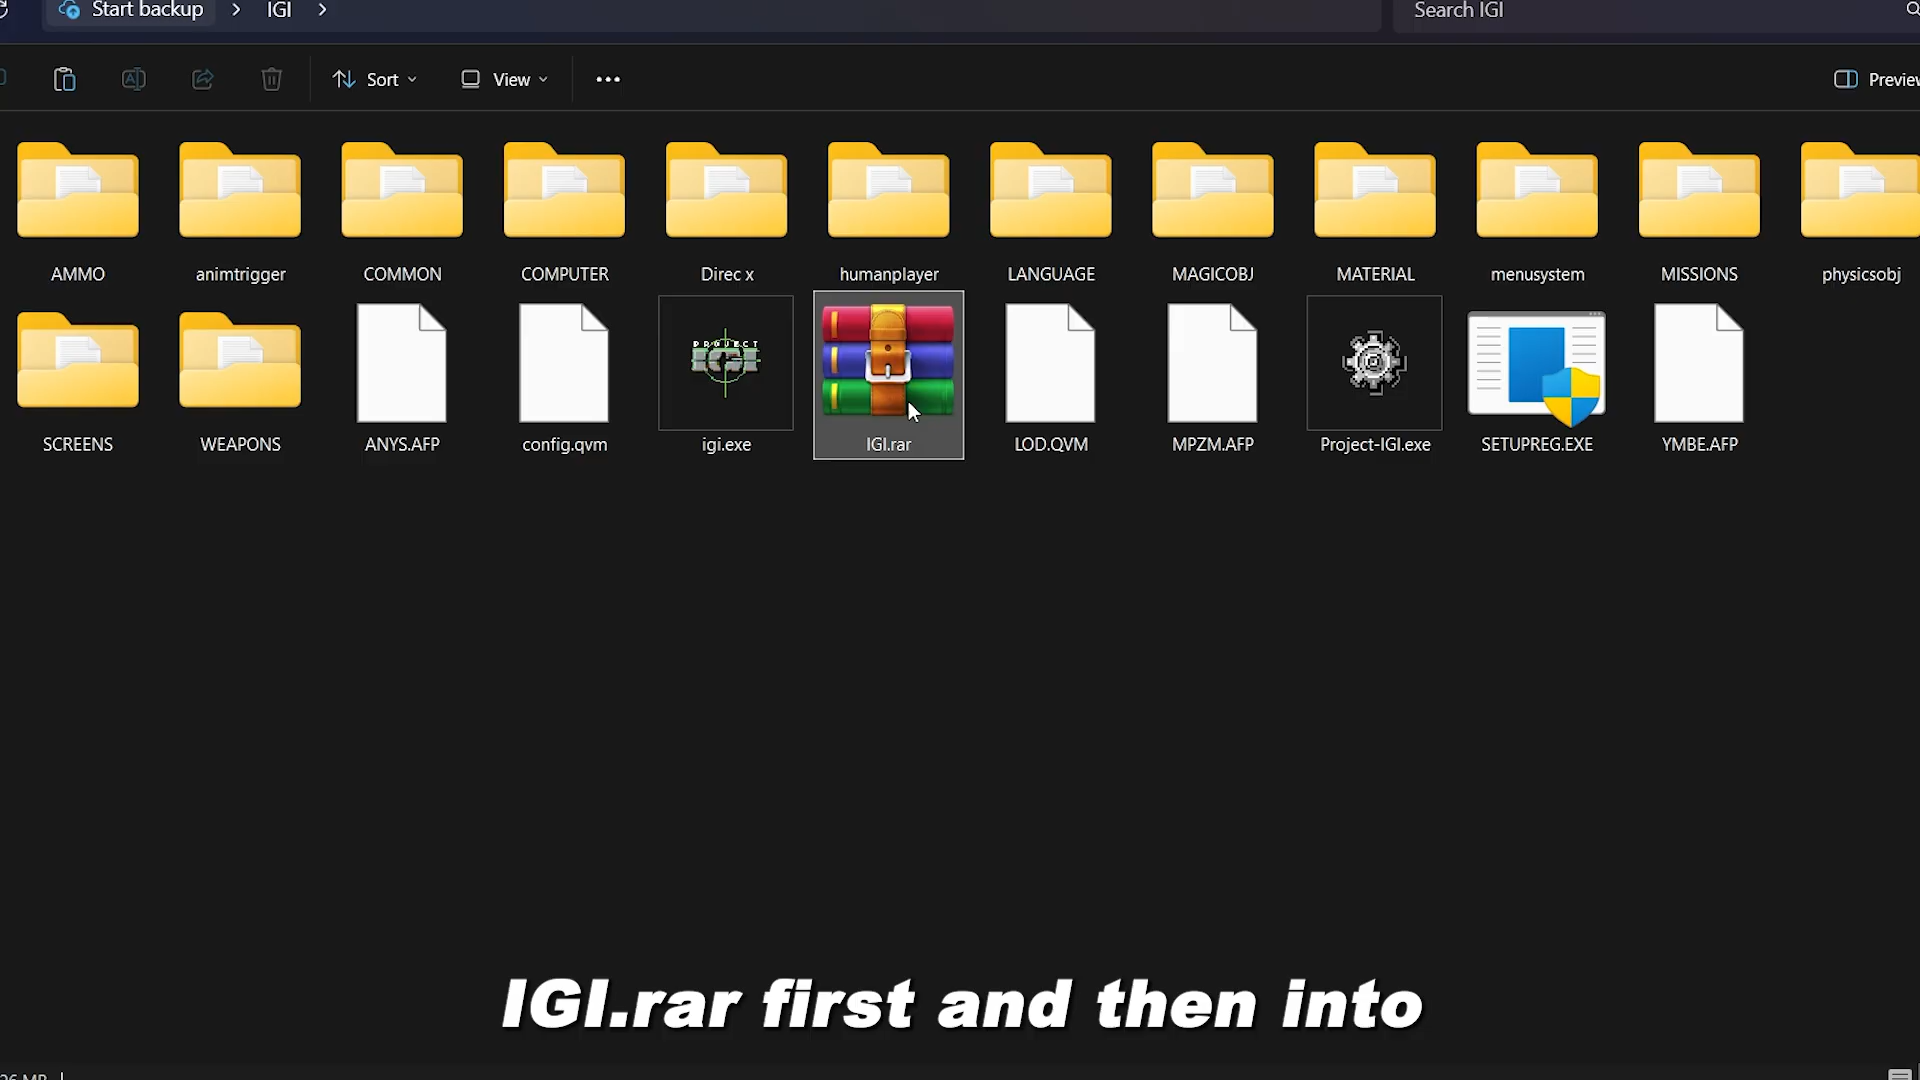 Start backup > IGI >
Search IGI
Sort
View
AMMO
animtrigger
COMMON
COMPUTER
Direc x
humanplayer
LANGUAGE
MAGICOBJ
MATERIAL
menusystem
MISSIONS
physicsobj
PROJECT
IGI
SCREENS
WEAPONS
ANYS.AFP
config.qvm
igi.exe
IGI.rar
LOD.QVM
MPZM.AFP
Project-IGI.exe
SETUPREG.EXE
YMBE.AFP
IGI.rar first and then into